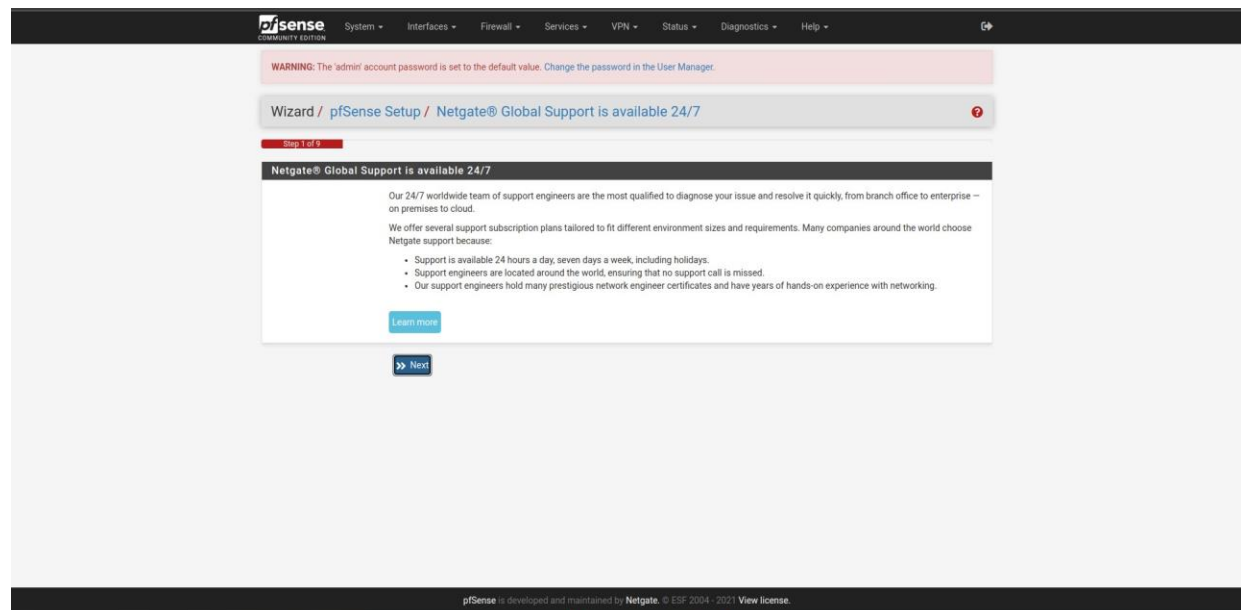 pfsense System Interfaces Firewall Services VPN Status Diagnostics Help
COMMUNITY EDITION
WARNING: The 'admin' account password is set to the default value. Change the password in the User Manager.
Wizard / pfSense Setup / Netgate® Global Support is available 24/7
Step 1 of 9
Netgate® Global Support is available 24/7
Our 24/7 worldwide team of support engineers are the most qualified to diagnose your issue and resolve it quickly, from branch office to enterprise –
on premises to cloud.
We offer several support subscription plans tailored to fit different environment sizes and requirements. Many companies around the world choose
Netgate support because:
• Support is available 24 hours a day, seven days a week, including holidays.
• Support engineers are located around the world, ensuring that no support call is missed.
• Our support engineers hold many prestigious network engineer certificates and have years of hands-on experience with networking.
Learn more
Next
pfSense is developed and maintained by Netgate. © ESF 2004 - 2021 View license.